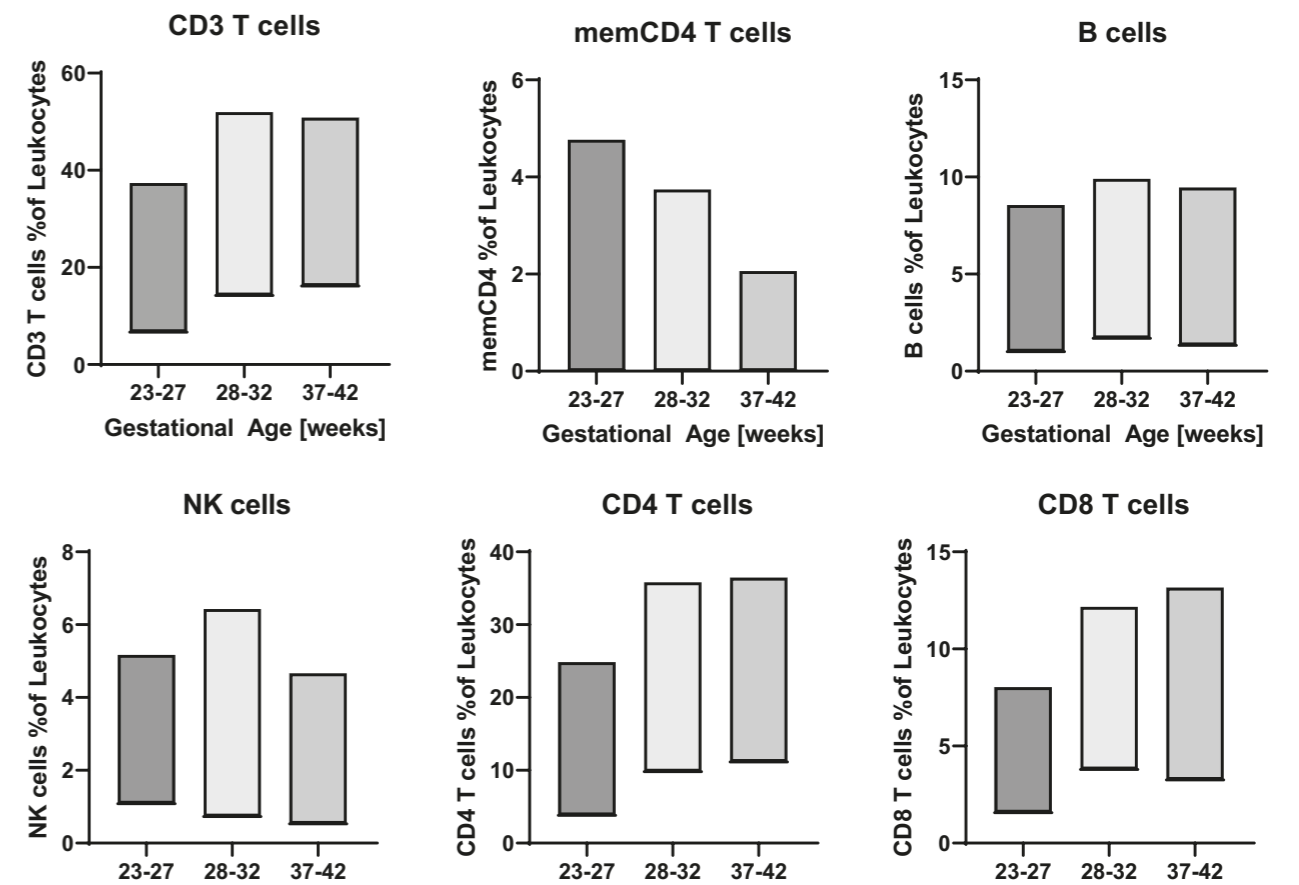 CD3 T cells
CD3 T cells %of Leukocytes
60
40
20
0
23-27 28-32 37-42
Gestational Age [weeks]
memCD4 T cells
memCD4 %of Leukocytes
6
4
2
0
23-27 28-32 37-42
Gestational Age [weeks]
B cells
B cells %of Leukocytes
15
10
5
0
23-27 28-32 37-42
Gestational Age [weeks]
NK cells
NK cells %of Leukocytes
8
6
4
2
0
23-27 28-32 37-42
CD4 T cells
CD4 T cells %of Leukocytes
40
30
20
10
0
23-27 28-32 37-42
CD8 T cells
CD8 T cells %of Leukocytes
15
10
5
0
23-27 28-32 37-42